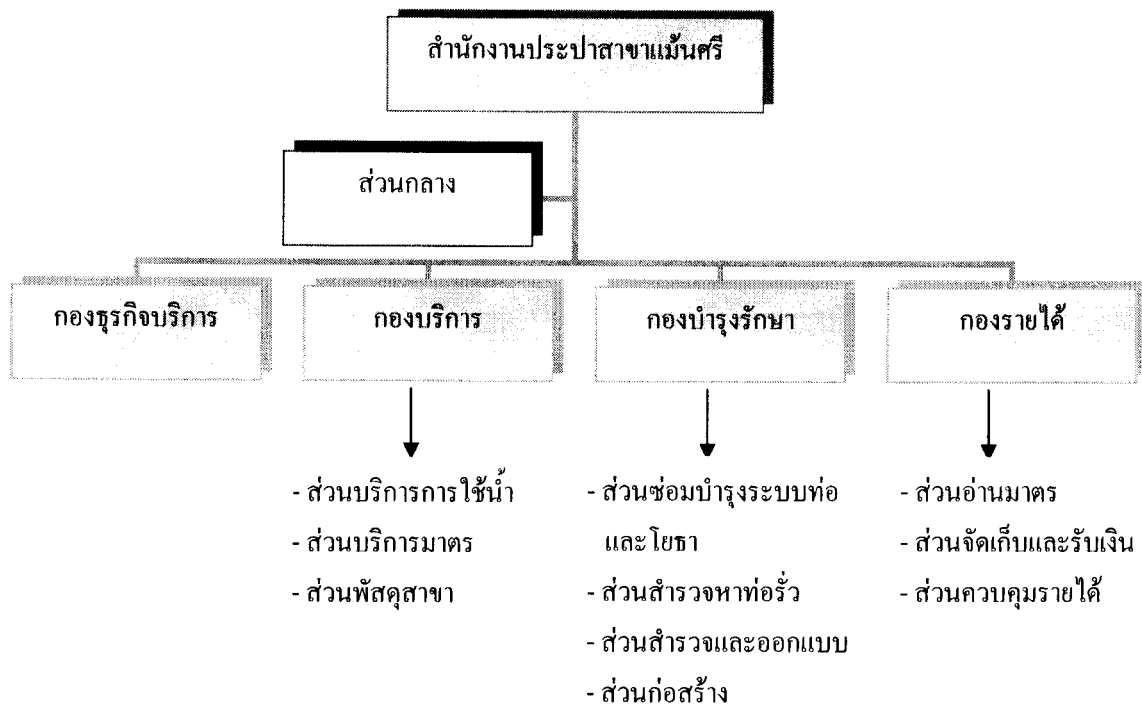 สำนักงานประปาสาขาแม้นศรี
ส่วนกลาง
กองธุรกิจบริการ
กองบริการ
กองบำรุงรักษา
กองรายได้
- ส่วนบริการการใช้น้ำ
- ส่วนบริการมาตร
- ส่วนพัสดุสาขา
- ส่วนซ่อมบำรุงระบบท่อ
และโยธา
- ส่วนสำรวจหาท่อรั่ว
- ส่วนสำรวจและออกแบบ
- ส่วนก่อสร้าง
- ส่วนอ่านมาตร
- ส่วนจัดเก็บและรับเงิน
- ส่วนควบคุมรายได้